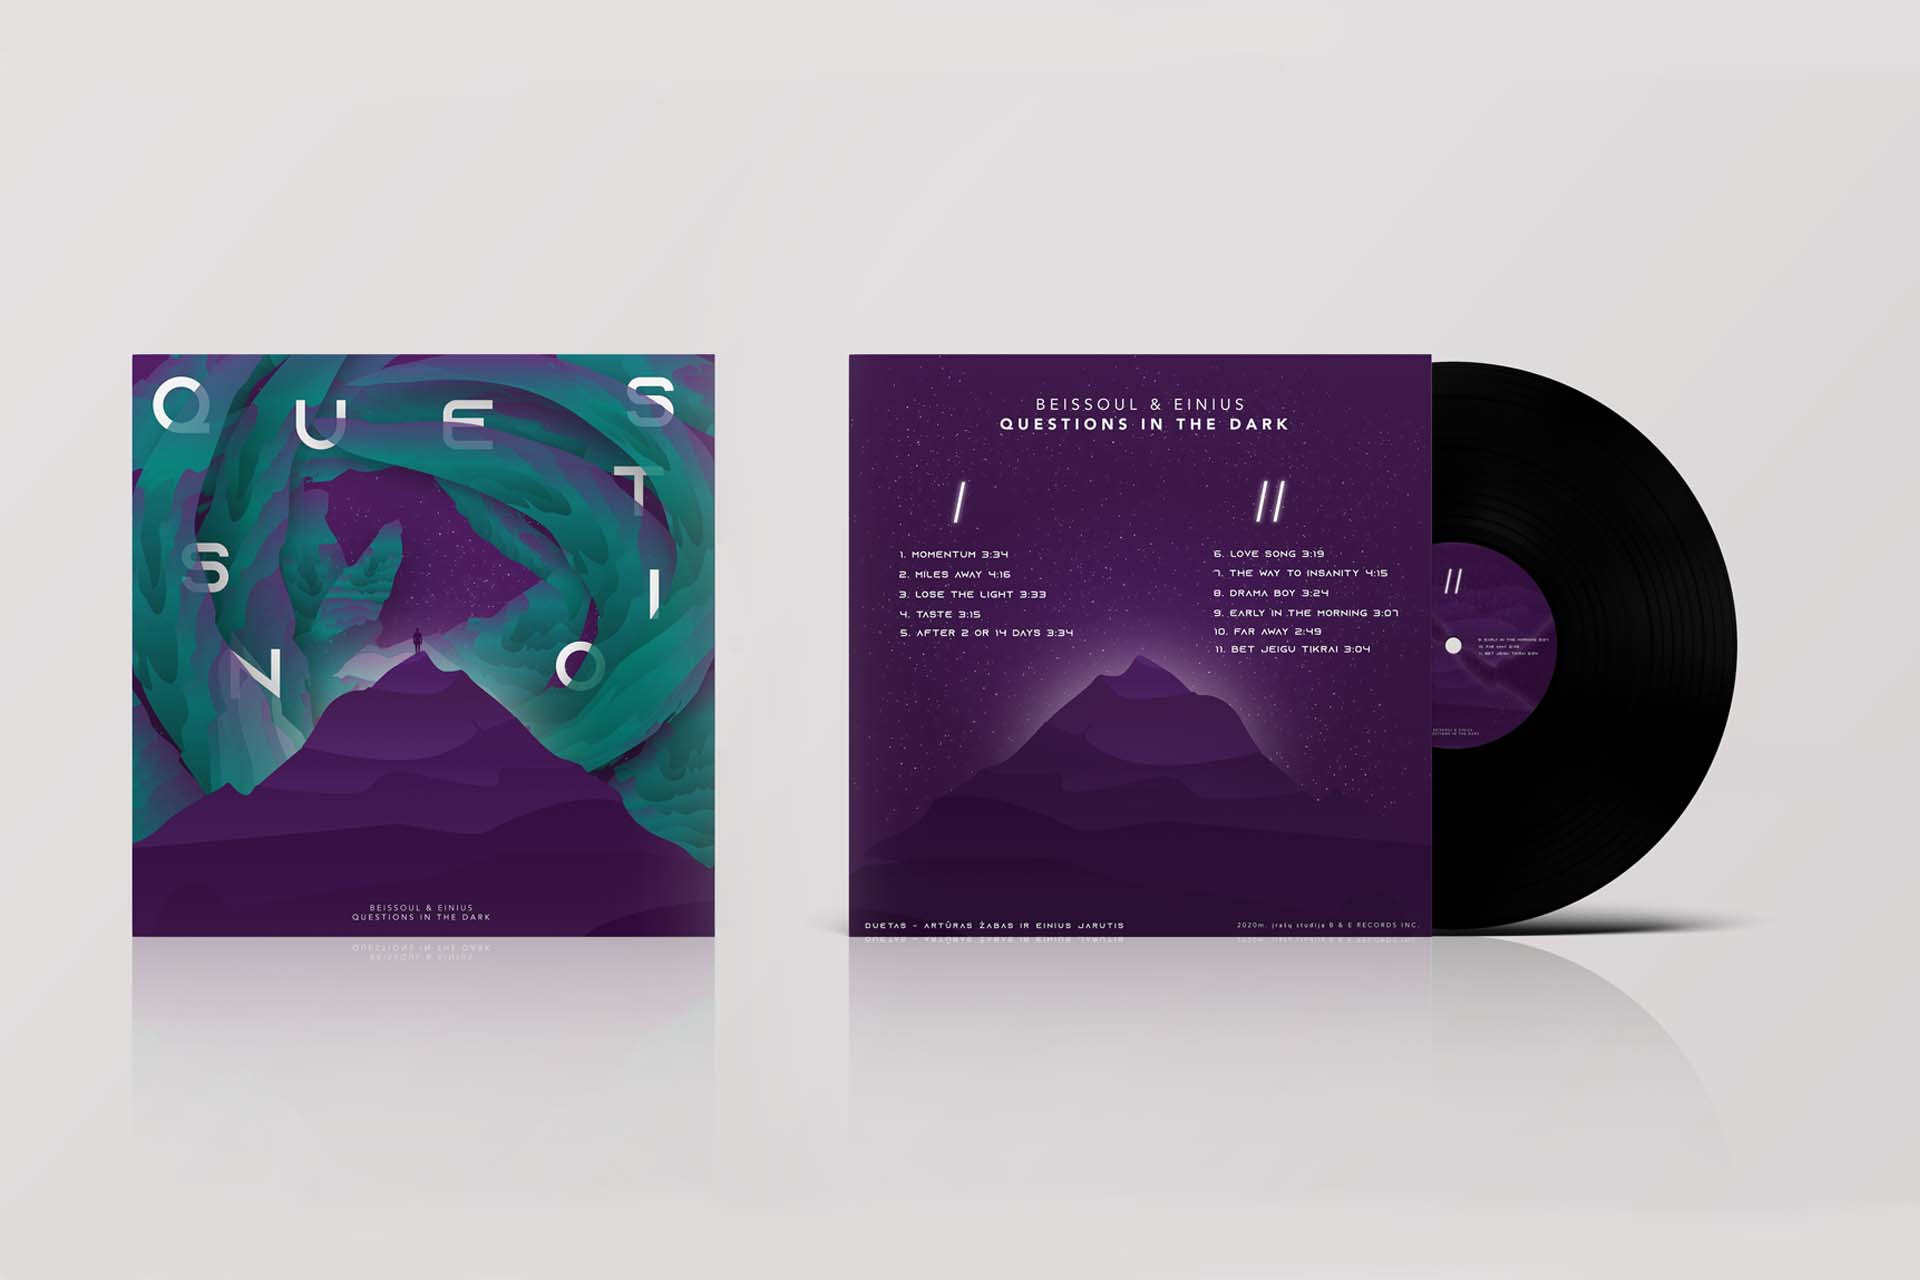 Q U E S
T
I
O
N
S
BEISSOUL & EINIUS
QUESTIONS IN THE DARK
BEISSOUL & EINIUS
QUESTIONS IN THE DARK
/
1. MOMENTUM 3:34
2. MILES AWAY 4:16
3. LOSE THE LIGHT 3:33
4. TASTE 3:15
5. AFTER 2 OR 14 DAYS 3:34
//
6. LOVE SONG 3:19
7. THE WAY TO INSANITY 4:15
8. DRAMA BOY 3:24
9. EARLY IN THE MORNING 3:07
10. FAR AWAY 2:49
11. BET JEIGU TIKRAI 3:04
DUETAS - ARTŪRAS ŽABAS IR EINIUS JARUTIS
2020m. įrašų studija B & E RECORDS INC.
//
9. EARLY IN THE MORNING 3:07
10. FAR AWAY 2:49
11. BET JEIGU TIKRAI 3:04
BEISSOUL & EINIUS
IN THE DARK